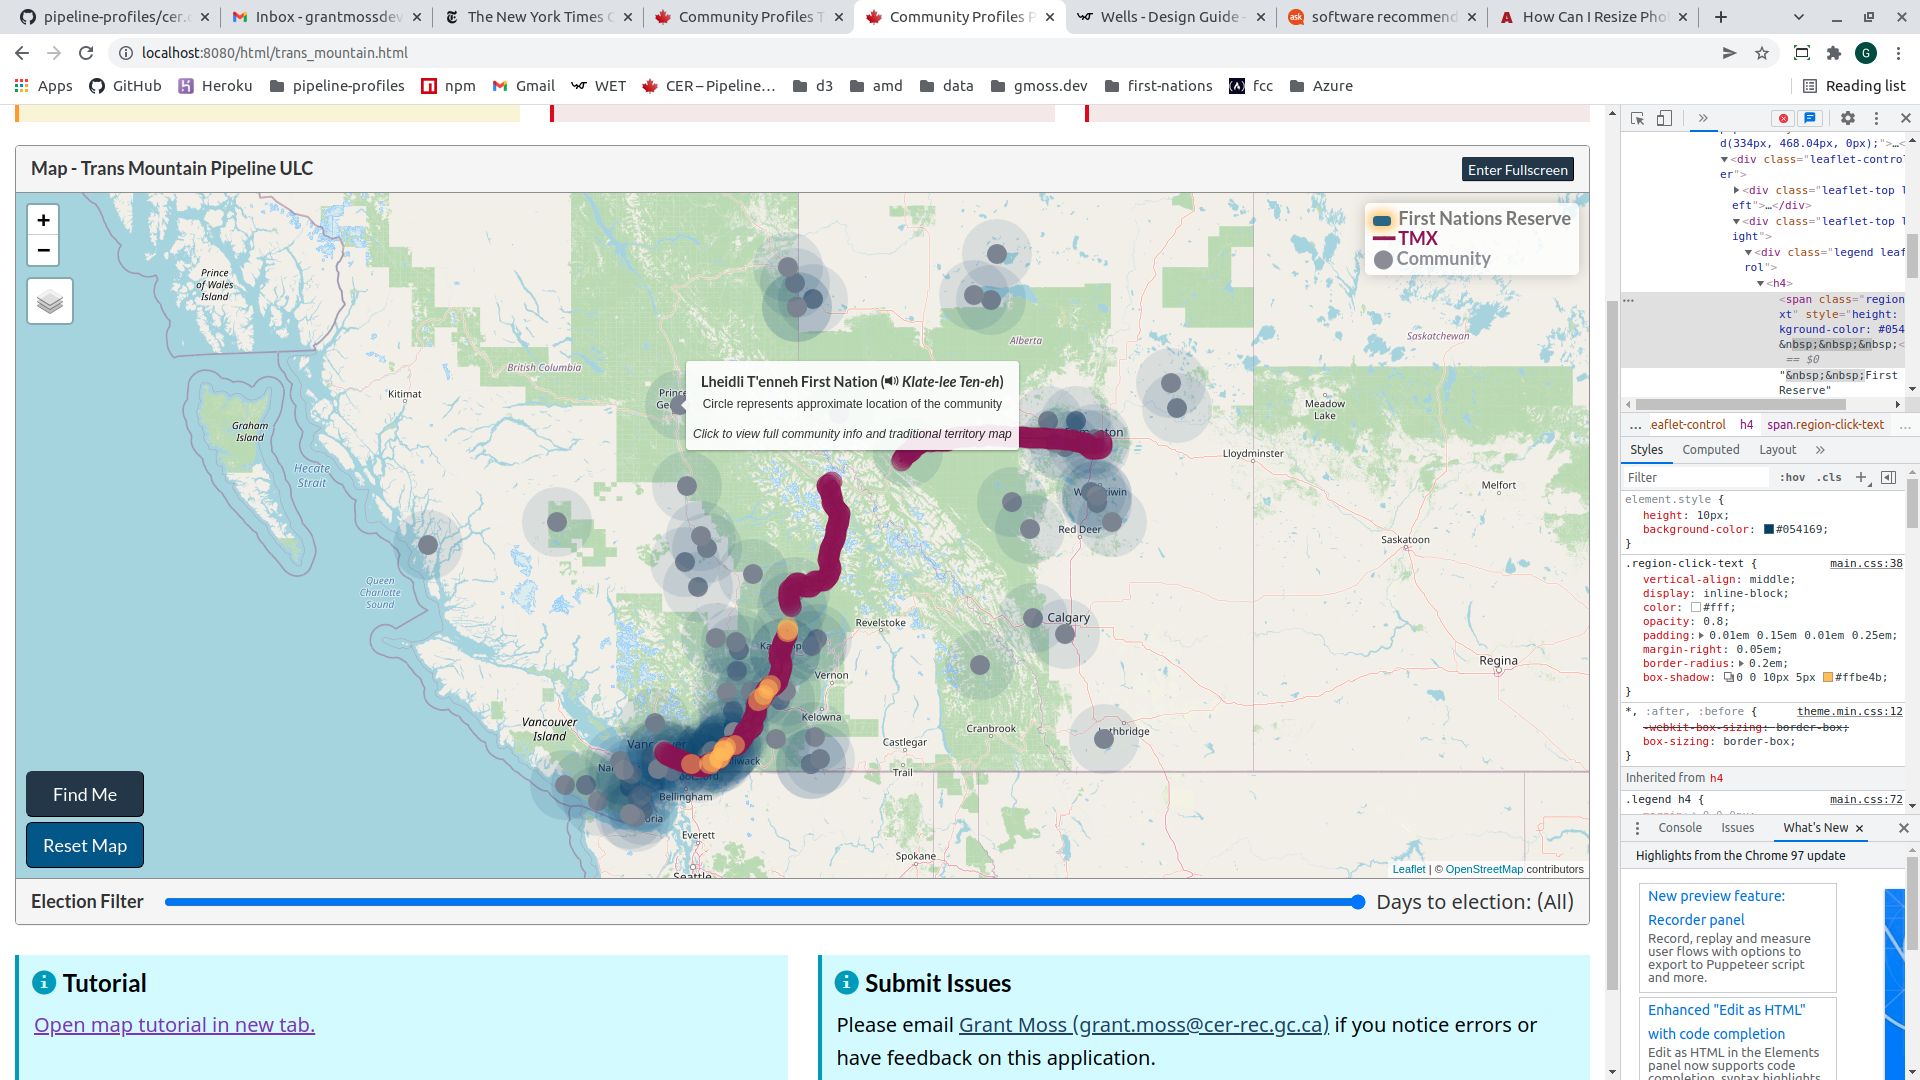 pipeline-profiles/cer.c
Inbox - grantmossdev
The New York Times C
Community Profiles T
Community Profiles P
Wells - Design Guide -
software recommend
How Can I Resize Pho
localhost:8080/html/trans_mountain.html
G
Apps
GitHub
Heroku
pipeline-profiles
npm
Gmail
WET
CER – Pipeline…
d3
amd
data
gmoss.dev
first-nations
fcc
Azure
Reading list
Map - Trans Mountain Pipeline ULC
Enter Fullscreen
+
−
First Nations Reserve
TMX
Community
Prince
of Wales
Island
Kitimat
British Columbia
Alberta
Saskatchewan
Graham
Island
Hecate
Strait
Queen
Charlotte
Sound
Lheidli T'enneh First Nation (Klate-lee Ten-eh)
Circle represents approximate location of the community
Click to view full community info and traditional territory map
Meadow
Lake
Lloydminster
Melfort
Red Deer
Saskatoon
Calgary
Revelstoke
Regina
Vernon
Kelowna
Cranbrook
Castlegar
Trail
Vancouver
Island
Bellingham
Everett
Spokane
Seattle
Find Me
Reset Map
Leaflet | © OpenStreetMap contributors
Election Filter
Days to election: (All)
Tutorial
Open map tutorial in new tab.
Submit Issues
Please email Grant Moss (grant.moss@cer-rec.gc.ca) if you notice errors or
have feedback on this application.
d(334px, 468.04px, 0px);">…<
<div class="leaflet-contro
er">
<div class="leaflet-top l
eft">…</div>
<div class="leaflet-top l
ight">
<div class="legend leaf
rol">
<h4>
<span class="region
xt" style="height:
kground-color: #054
&nbsp;&nbsp;&nbsp;<
== $0
"&nbsp;&nbsp;First
Reserve"
… eaflet-control h4 span.region-click-text …
Styles Computed Layout »
Filter :hov .cls +
element.style {
height: 10px;
background-color: #054169;
}
.region-click-text { main.css:38
vertical-align: middle;
display: inline-block;
color: #fff;
opacity: 0.8;
padding: 0.01em 0.15em 0.01em 0.25em;
margin-right: 0.05em;
border-radius: 0.2em;
box-shadow: 0 0 10px 5px #ffbe4b;
}
*, :after, :before { theme.min.css:12
-webkit-box-sizing: border-box;
box-sizing: border-box;
}
Inherited from h4
.legend h4 { main.css:72
Console Issues What's New
Highlights from the Chrome 97 update
New preview feature:
Recorder panel
Record, replay and measure
user flows with options to
export to Puppeteer script
and more.
Enhanced "Edit as HTML"
with code completion
Edit as HTML in the Elements
panel now supports code
completion, syntax highlights